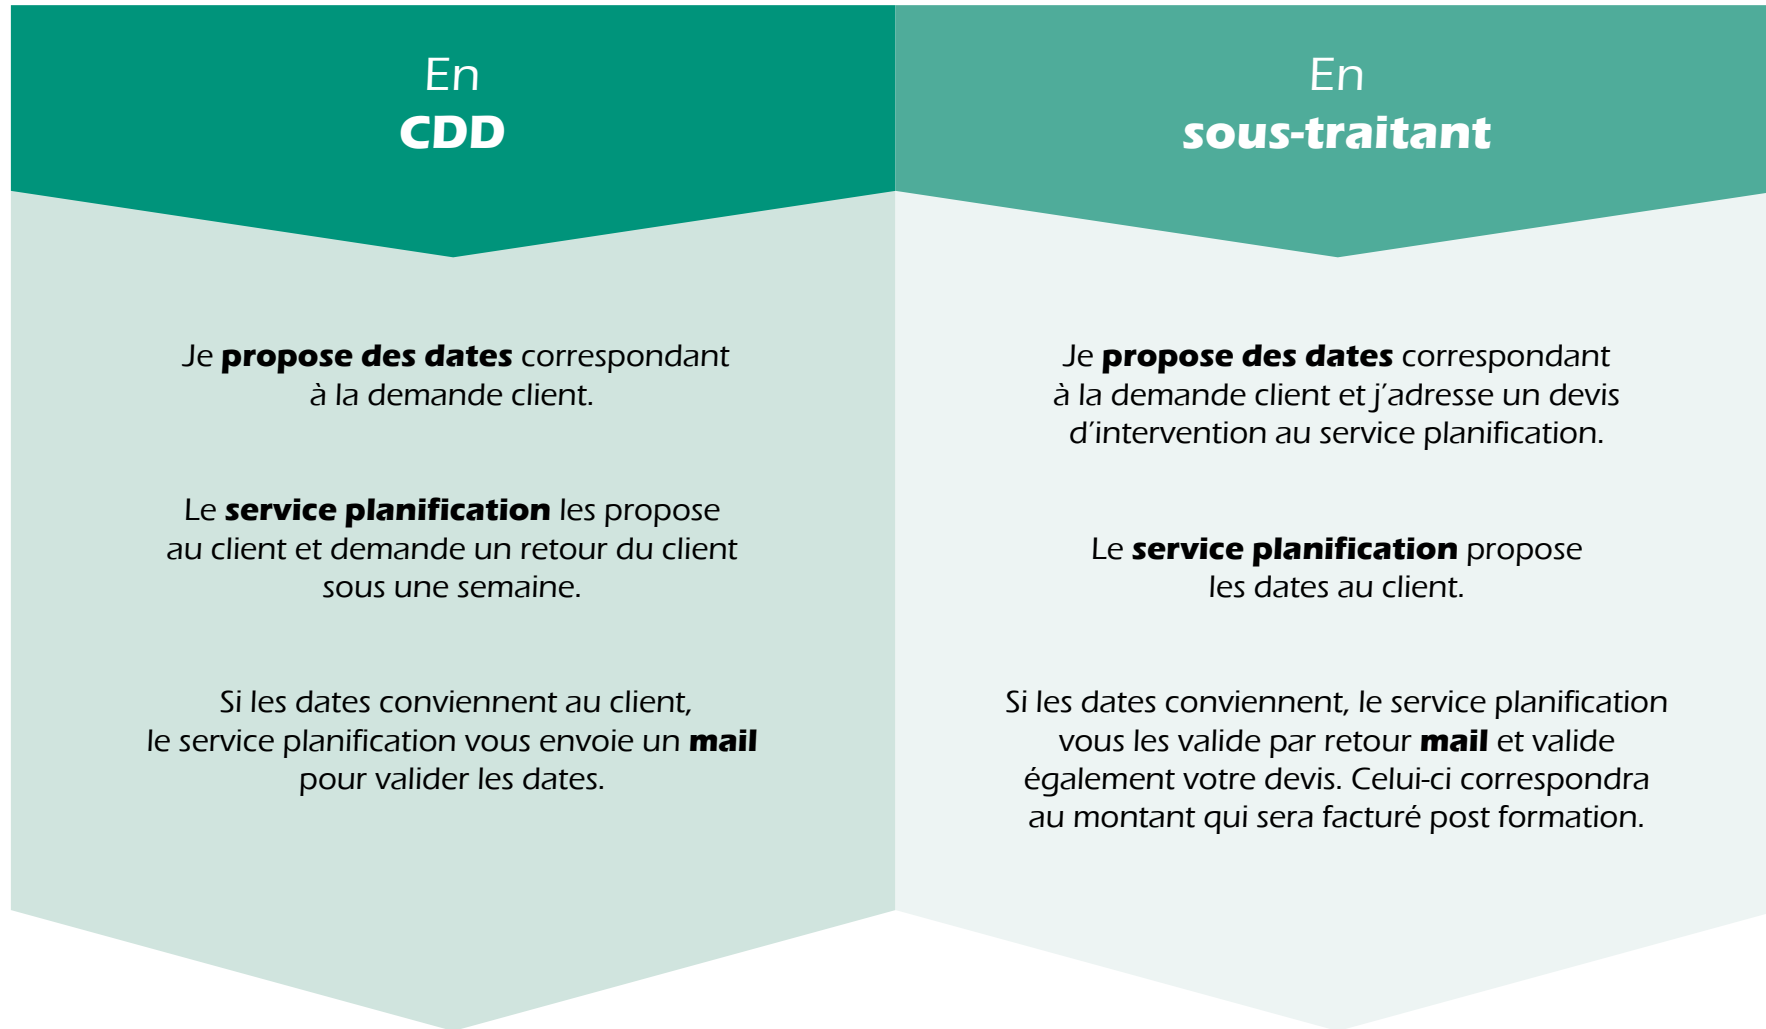 En
CDD
Je propose des dates correspondant
à la demande client.
Le service planification les propose
au client et demande un retour du client
sous une semaine.
Si les dates conviennent au client,
le service planification vous envoie un mail
pour valider les dates.
En
sous-traitant
Je propose des dates correspondant
à la demande client et j’adresse un devis
d’intervention au service planification.
Le service planification propose
les dates au client.
Si les dates conviennent, le service planification
vous les valide par retour mail et valide
également votre devis. Celui-ci correspondra
au montant qui sera facturé post formation.